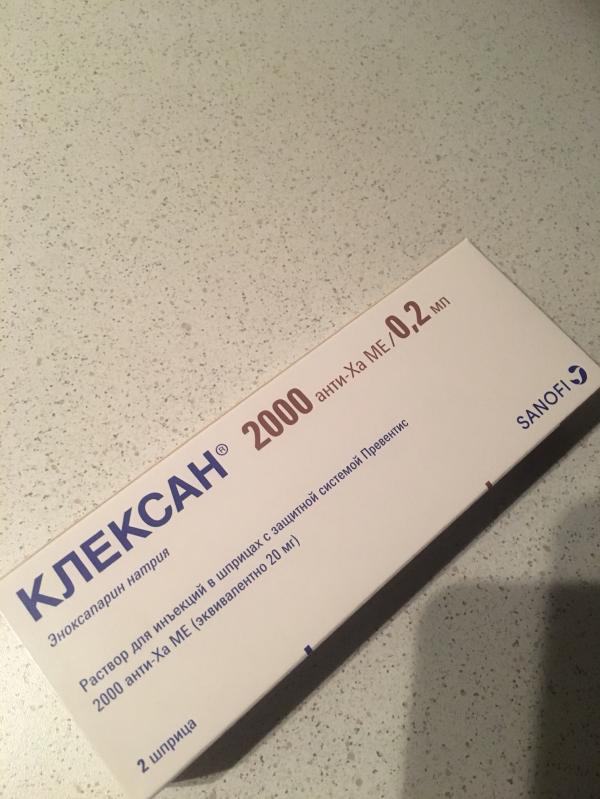 КЛЕКСАН® 2000 анти-Ха МЕ/0,2 мл
Эноксапарин натрия
Раствор для инъекций в шприцах с защитной системой Превентис
2000 анти-Ха МЕ (эквивалентно 20 мг)
2 шприца
SANOFI